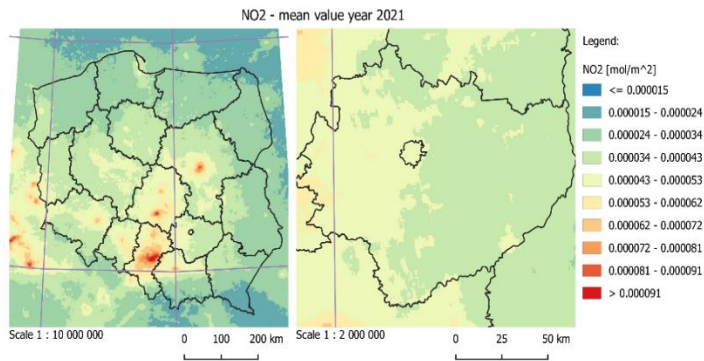 NO2 - mean value year 2021
Legend:
NO2 [mol/m^2]
<= 0.000015
0.000015 - 0.000024
0.000024 - 0.000034
0.000034 - 0.000043
0.000043 - 0.000053
0.000053 - 0.000062
0.000062 - 0.000072
0.000072 - 0.000081
0.000081 - 0.000091
> 0.000091
Scale 1 : 10 000 000
0 100 200 km
Scale 1 : 2 000 000
0 25 50 km